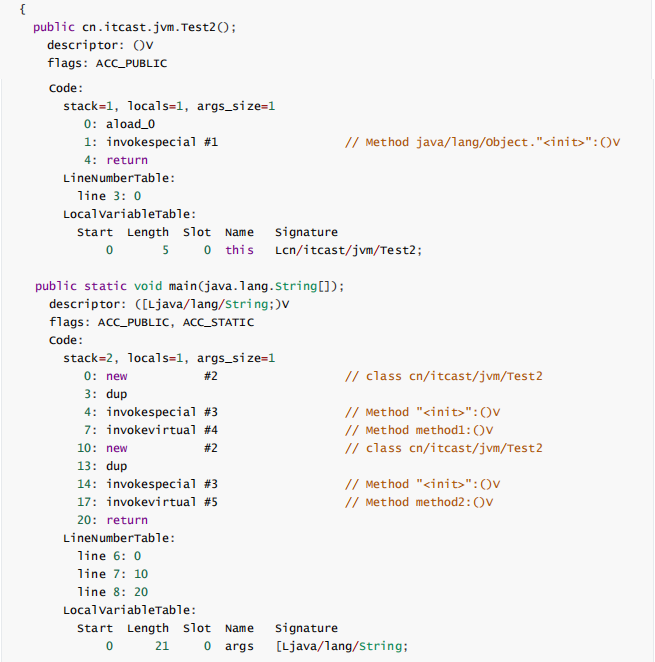 {
  public cn.itcast.jvm.Test2();
    descriptor: ()V
    flags: ACC_PUBLIC
    Code:
      stack=1, locals=1, args_size=1
         0: aload_0
         1: invokespecial #1                  // Method java/lang/Object."<init>":()V
         4: return
      LineNumberTable:
        line 3: 0
      LocalVariableTable:
        Start  Length  Slot  Name   Signature
            0       5     0  this   Lcn/itcast/jvm/Test2;
  public static void main(java.lang.String[]);
    descriptor: ([Ljava/lang/String;)V
    flags: ACC_PUBLIC, ACC_STATIC
    Code:
      stack=2, locals=1, args_size=1
         0: new           #2                  // class cn/itcast/jvm/Test2
         3: dup
         4: invokespecial #3                  // Method "<init>":()V
         7: invokevirtual #4                  // Method method1:()V
        10: new           #2                  // class cn/itcast/jvm/Test2
        13: dup
        14: invokespecial #3                  // Method "<init>":()V
        17: invokevirtual #5                  // Method method2:()V
        20: return
      LineNumberTable:
        line 6: 0
        line 7: 10
        line 8: 20
      LocalVariableTable:
        Start  Length  Slot  Name   Signature
            0      21     0  args   [Ljava/lang/String;